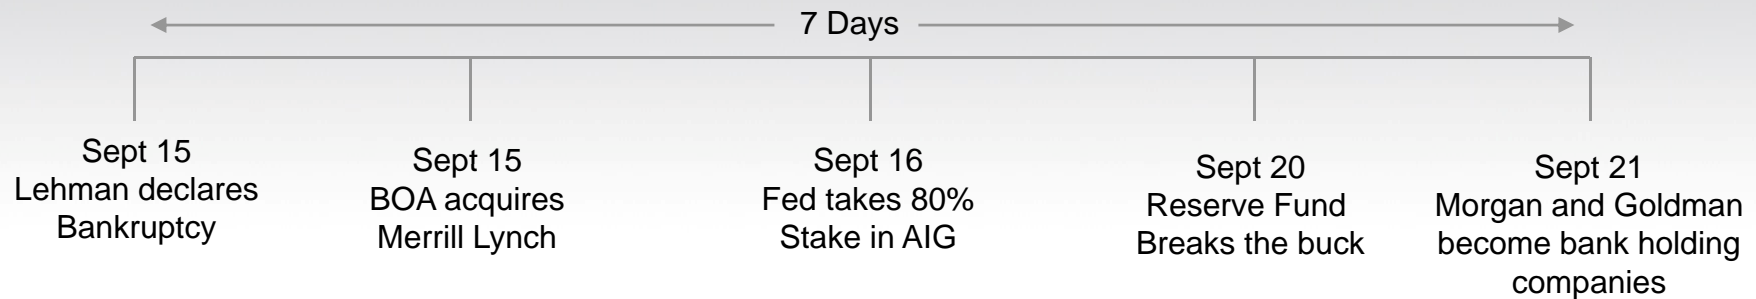 7 Days
Sept 15
Lehman declares
Bankruptcy
Sept 15
BOA acquires
Merrill Lynch
Sept 16
Fed takes 80%
Stake in AIG
Sept 20
Reserve Fund
Breaks the buck
Sept 21
Morgan and Goldman
become bank holding
companies